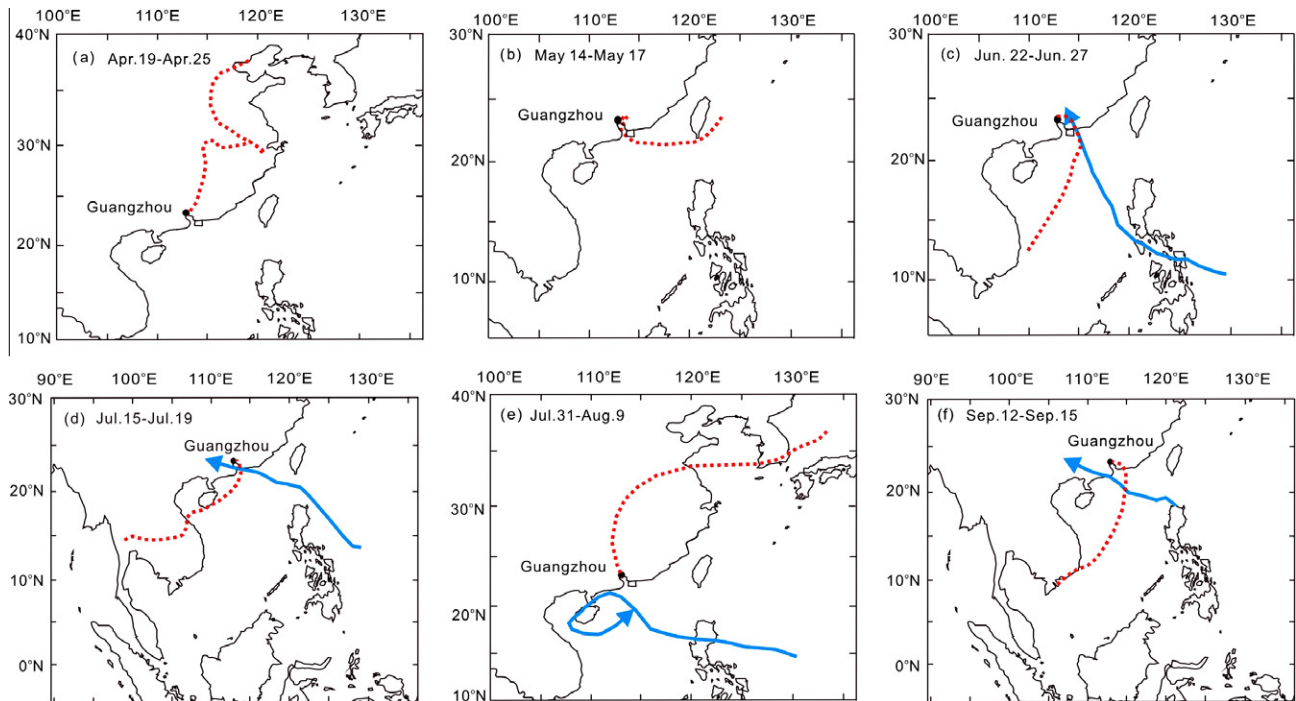 100°E 110°E 120°E 130°E
40°N
(a) Apr.19-Apr.25
30°N
Guangzhou
20°N
10°N
100°E 110°E 120°E 130°E
30°N
(b) May 14-May 17
Guangzhou
20°N
10°N
100°E 110°E 120°E 130°E
30°N
(c) Jun. 22-Jun. 27
Guangzhou
20°N
10°N
90°E 100°E 110°E 120°E 130°E
30°N
(d) Jul.15-Jul.19
Guangzhou
20°N
10°N
0°N
100°E 110°E 120°E 130°E
40°N
(e) Jul.31-Aug.9
30°N
Guangzhou
20°N
10°N
90°E 100°E 110°E 120°E 130°E
30°N
(f) Sep.12-Sep.15
Guangzhou
20°N
10°N
0°N